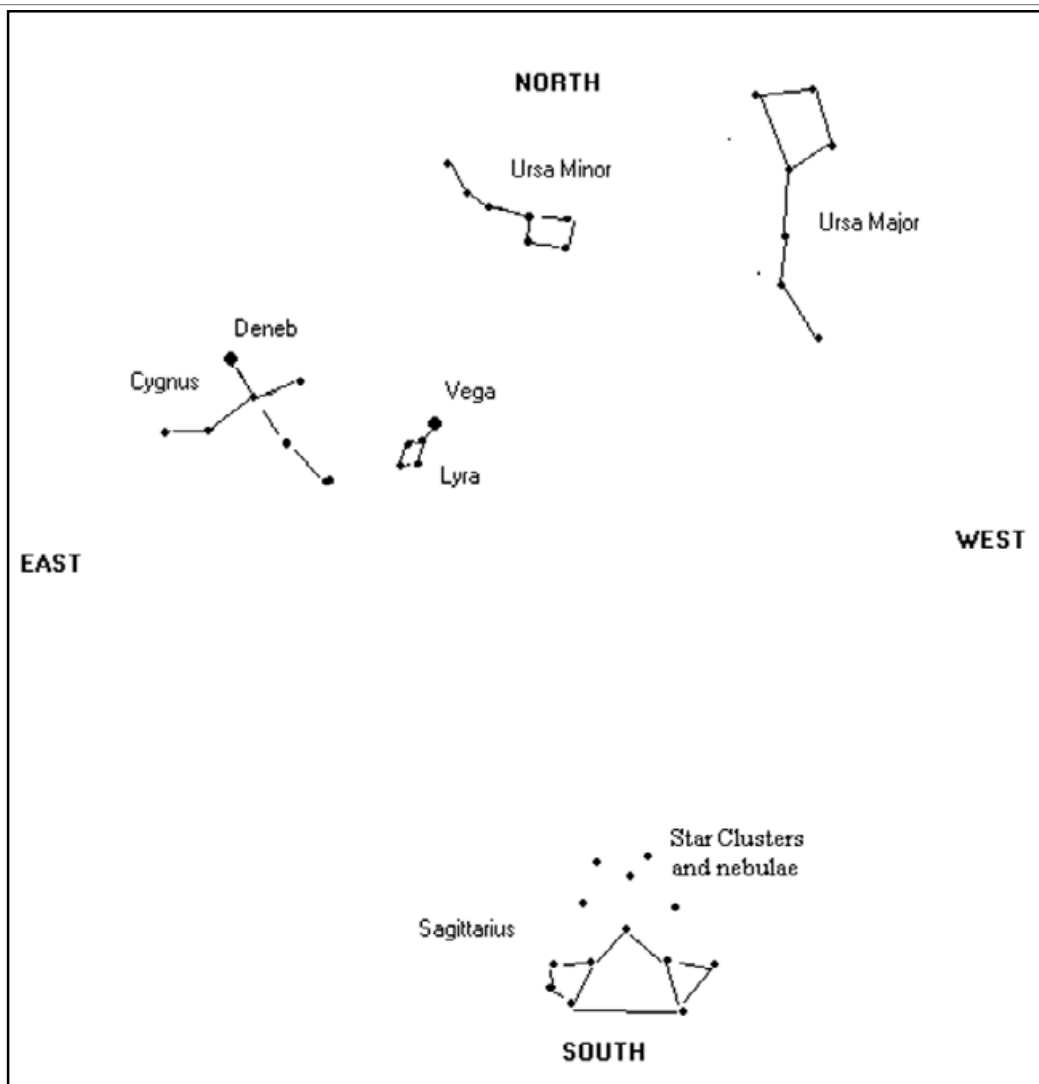 NORTH
Ursa Minor
Ursa Major
Deneb
Cygnus
Vega
Lyra
WEST
EAST
Star Clusters
and nebulae
Sagittarius
SOUTH